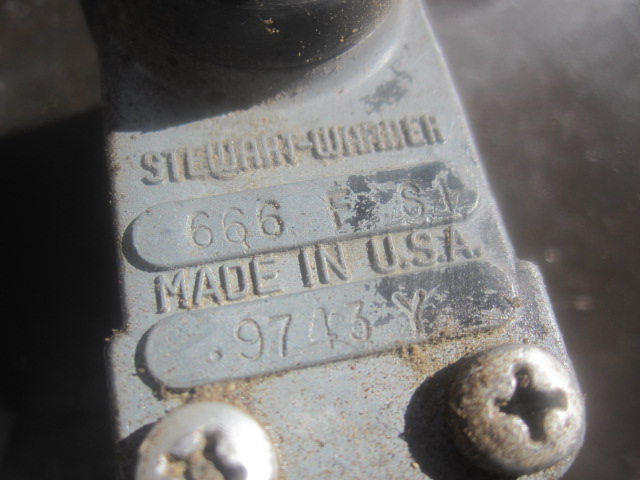 STEWART-WARNER
666 F S1
MADE IN U.S.A.
.9743 Y